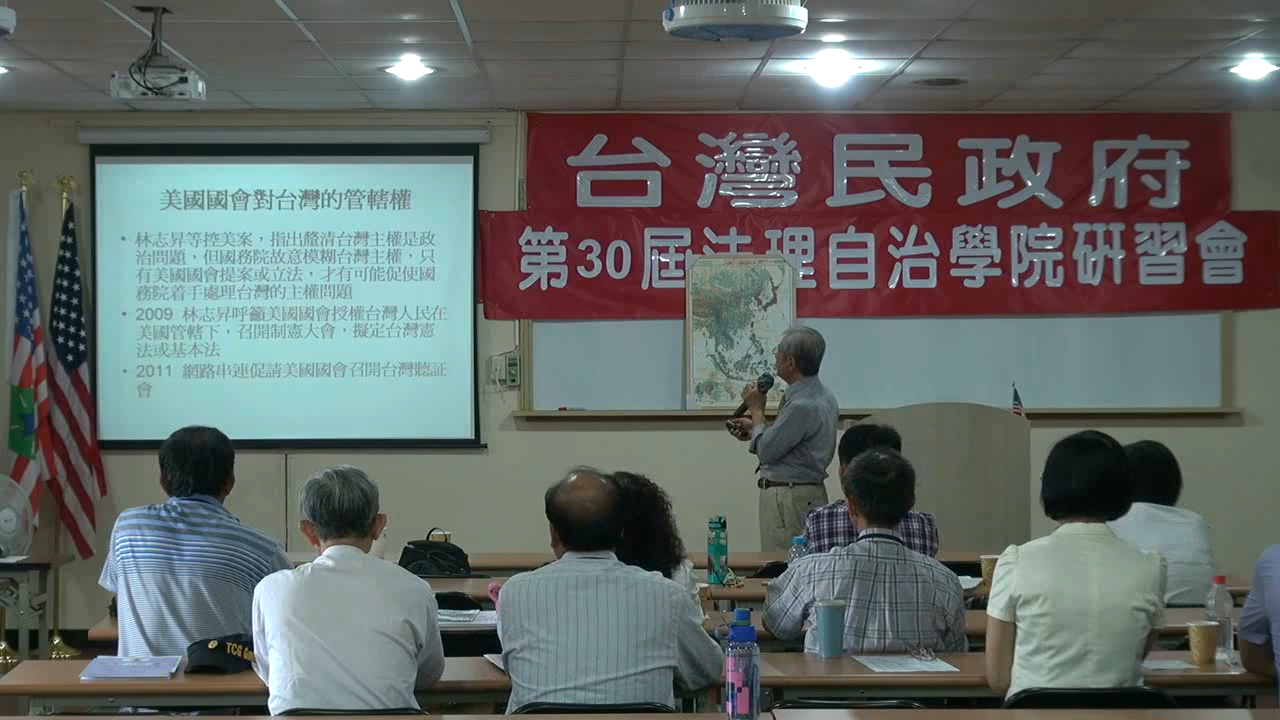 美國國會對台灣的管轄權
• 林志昇等控美案，指出釐清台灣主權是政
治問題，但國務院故意模糊台灣主權，只
有美國國會提案或立法，才有可能促使國
務院着手處理台灣的主權問題
• 2009 林志昇呼籲美國國會授權台灣人民在
美國管轄下，召開制憲大會，擬定台灣憲
法或基本法
• 2011 網路串連促請美國國會召開台灣聽証
會
台灣民政府
第30屆法理自治學院研習會
TCG